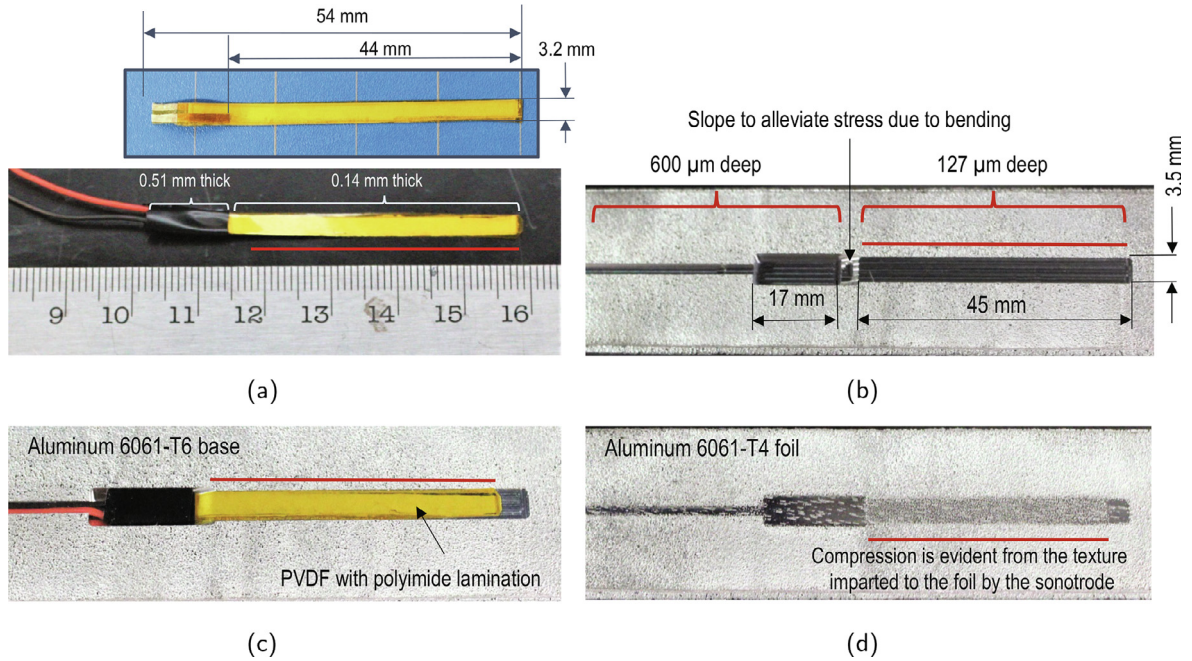 54 mm
44 mm
3.2 mm
0.51 mm thick
0.14 mm thick
9 10 11 12 13 14 15 16
(a)
Slope to alleviate stress due to bending
600 µm deep
127 µm deep
3.5 mm
17 mm
45 mm
(b)
Aluminum 6061-T6 base
PVDF with polyimide lamination
(c)
Aluminum 6061-T4 foil
Compression is evident from the texture
imparted to the foil by the sonotrode
(d)